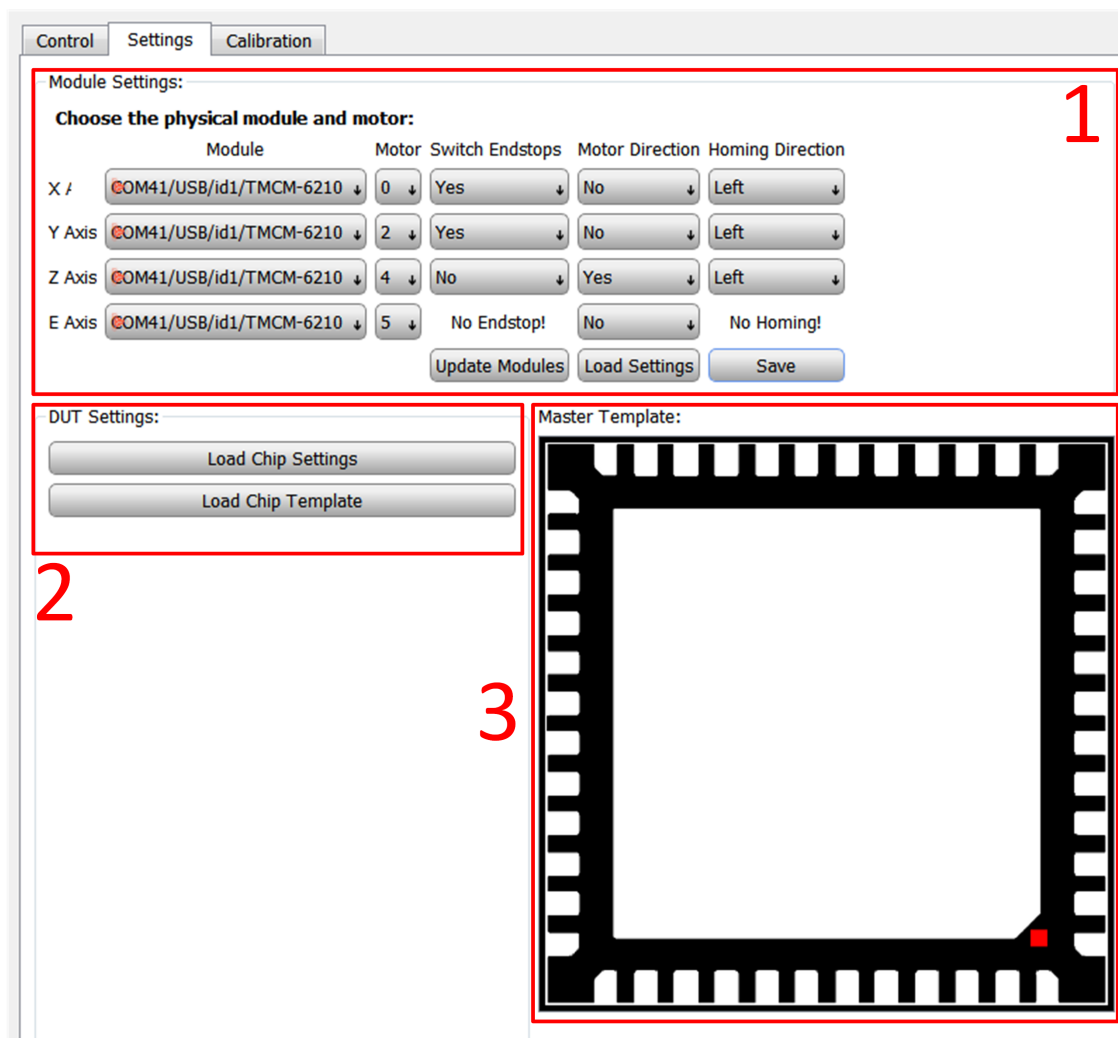 Control Settings Calibration
Module Settings:
1
Choose the physical module and motor:
Module Motor Switch Endstops Motor Direction Homing Direction
X COM41/USB/id1/TMCM-6210 0 Yes No Left
Y Axis COM41/USB/id1/TMCM-6210 2 Yes No Left
Z Axis COM41/USB/id1/TMCM-6210 4 No Yes Left
E Axis COM41/USB/id1/TMCM-6210 5 No Endstop! No No Homing!
Update Modules Load Settings Save
DUT Settings:
Load Chip Settings
Load Chip Template
2
Master Template:
3